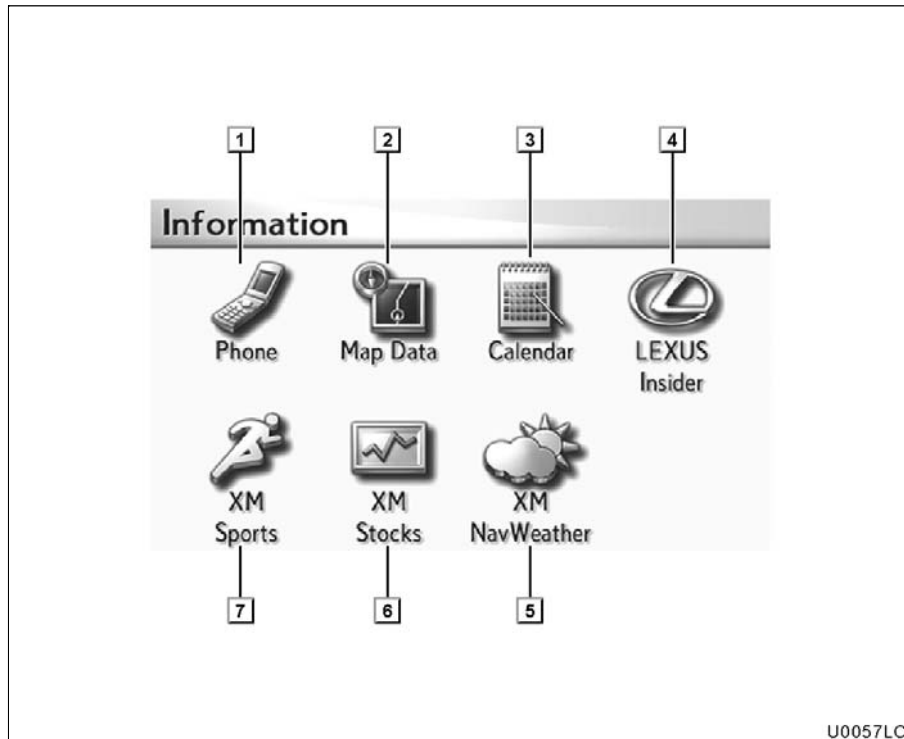 1 2 3 4
Information
Phone Map Data Calendar LEXUS Insider
XM Sports XM Stocks XM NavWeather
7 6 5
U0057LC